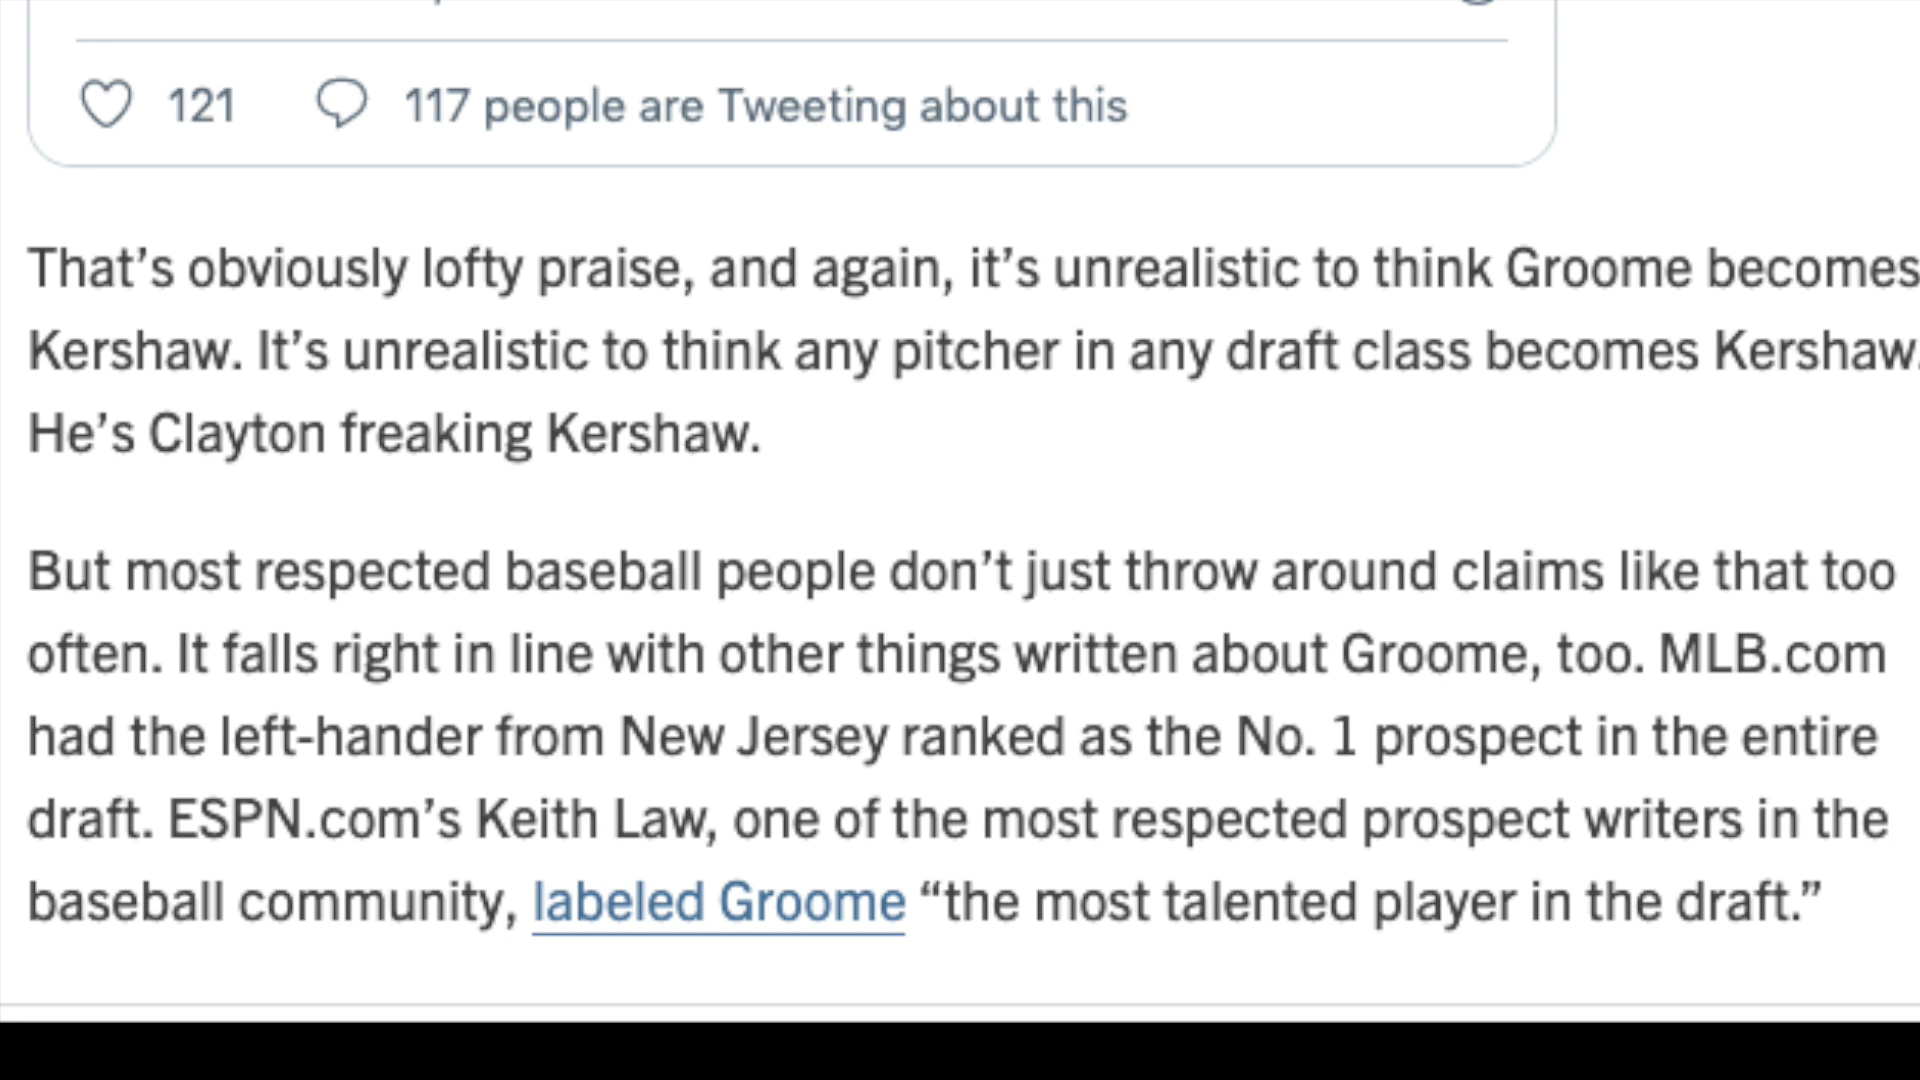 121 117 people are Tweeting about this
That’s obviously lofty praise, and again, it’s unrealistic to think Groome becomes
Kershaw. It’s unrealistic to think any pitcher in any draft class becomes Kershaw.
He’s Clayton freaking Kershaw.
But most respected baseball people don’t just throw around claims like that too
often. It falls right in line with other things written about Groome, too. MLB.com
had the left-hander from New Jersey ranked as the No. 1 prospect in the entire
draft. ESPN.com’s Keith Law, one of the most respected prospect writers in the
baseball community, labeled Groome “the most talented player in the draft.”